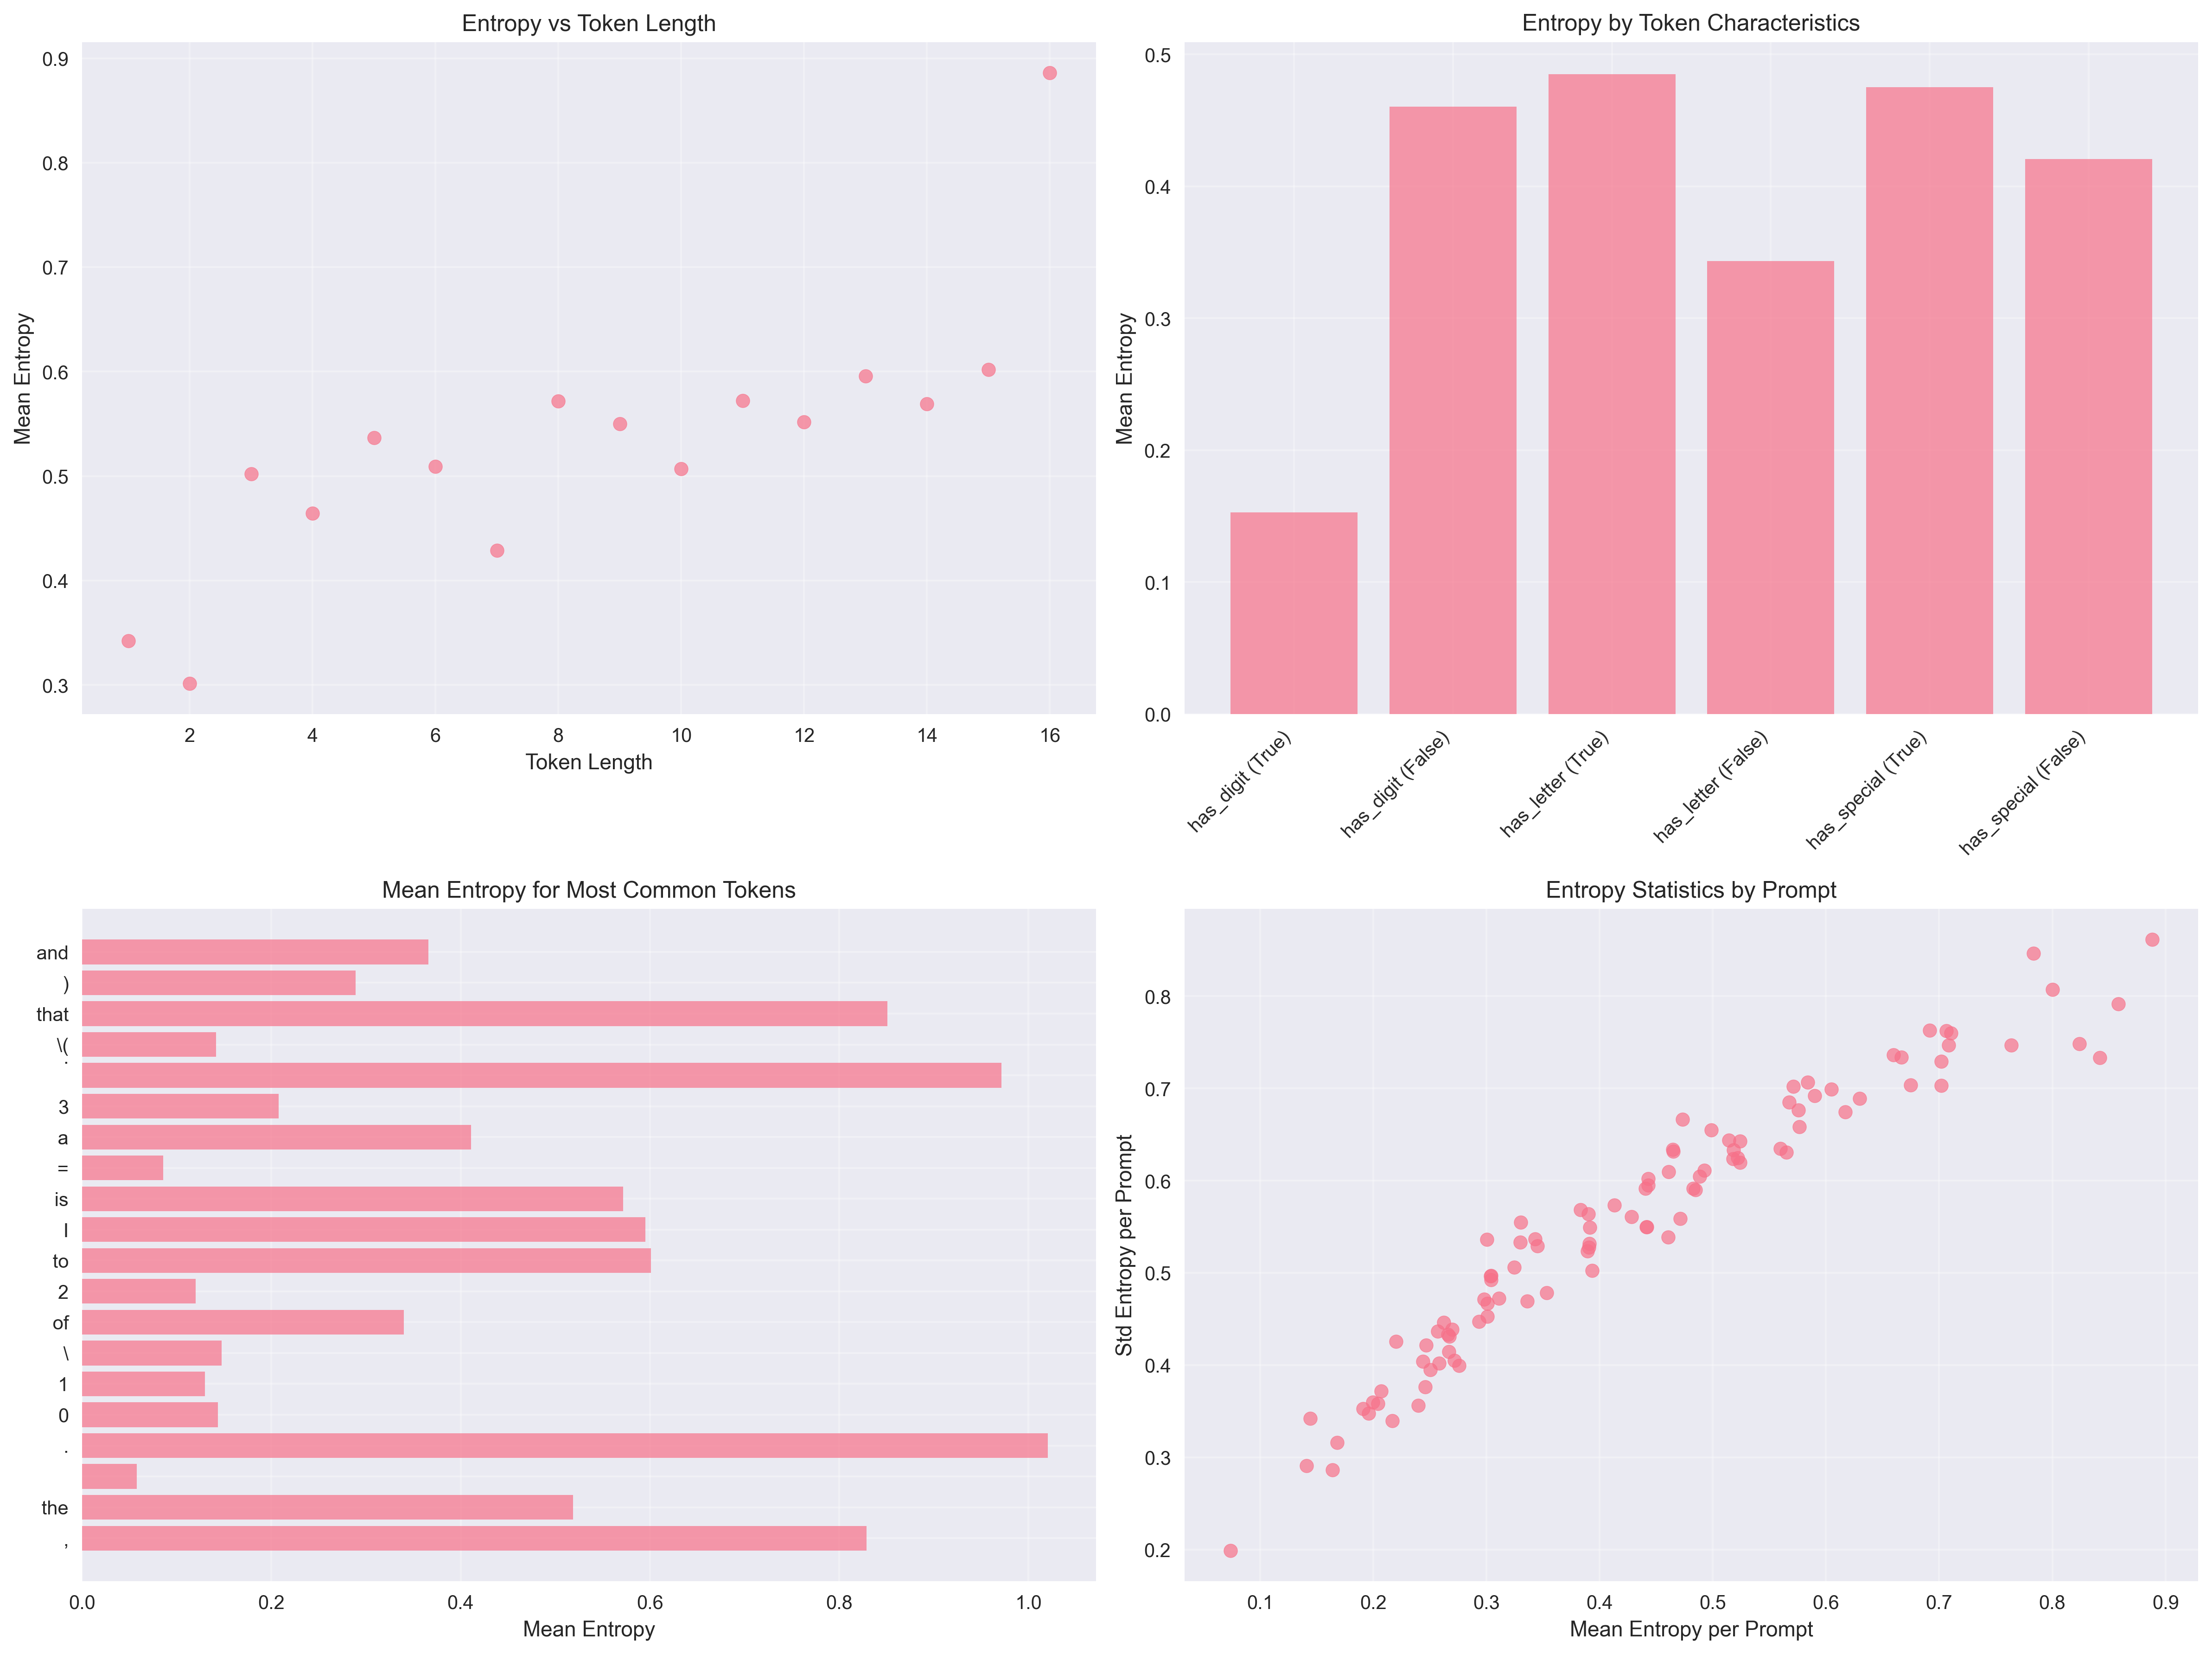 Entropy vs Token Length
Mean Entropy
0.9
0.8
0.7
0.6
0.5
0.4
0.3
2 4 6 8 10 12 14 16
Token Length
Entropy by Token Characteristics
Mean Entropy
0.5
0.4
0.3
0.2
0.1
0.0
has_digit (True)
has_digit (False)
has_letter (True)
has_letter (False)
has_special (True)
has_special (False)
Mean Entropy for Most Common Tokens
and
)
that
\(
.
3
a
=
is
I
to
2
of
\
1
0
.
the
,
0.0 0.2 0.4 0.6 0.8 1.0
Mean Entropy
Entropy Statistics by Prompt
Std Entropy per Prompt
0.8
0.7
0.6
0.5
0.4
0.3
0.2
0.1 0.2 0.3 0.4 0.5 0.6 0.7 0.8 0.9
Mean Entropy per Prompt